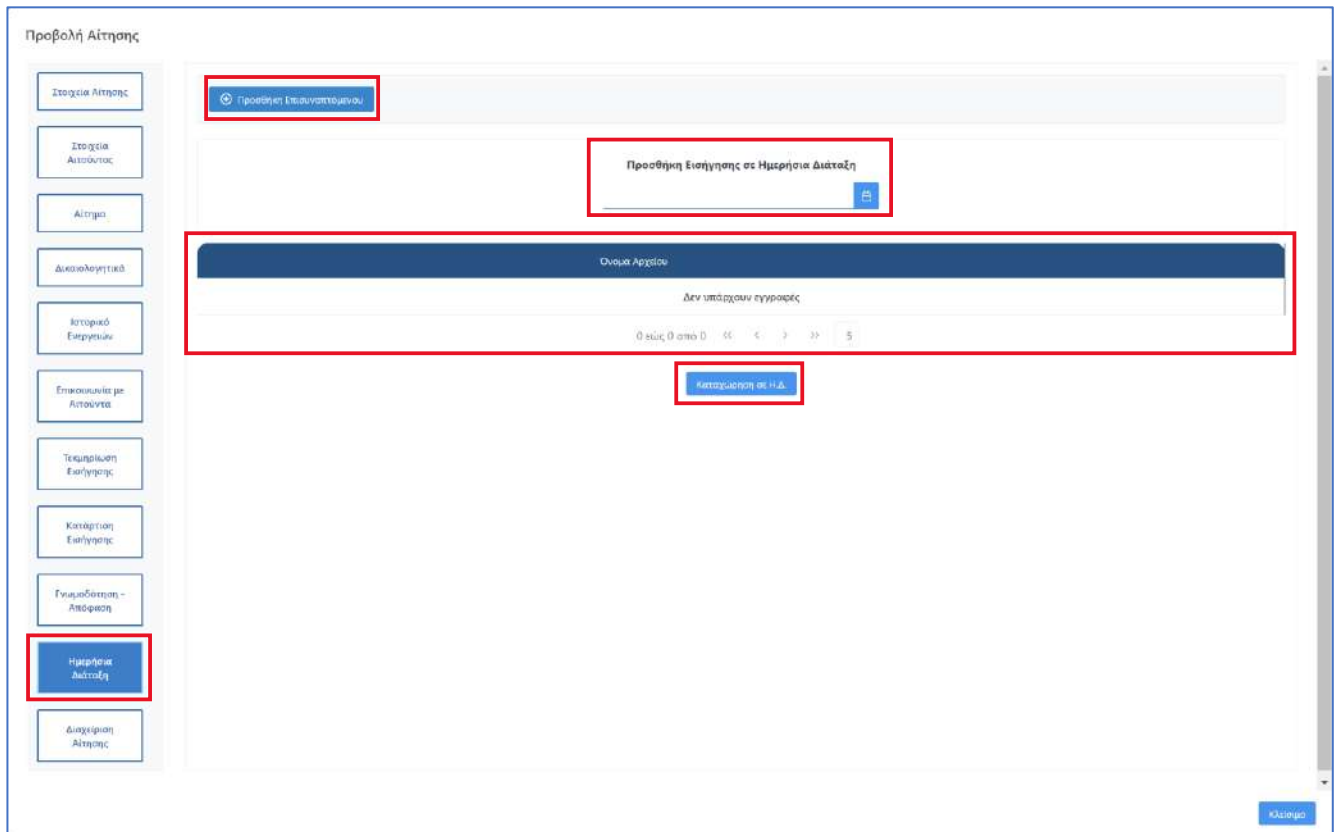 Προβολή Αίτησης
Στοιχεία Αίτησης
Στοιχεία
Αιτούντος
Αίτημα
Δικαιολογητικά
Ιστορικό
Ενεργειών
Επικοινωνία με
Αιτούντα
Τεκμηρίωση
Εισήγησης
Κατάρτιση
Εισήγησης
Γνωμοδότηση -
Απόφαση
Ημερήσια
Διάταξη
Διαχείριση
Αίτησης
Προσθήκη Επισυναπτόμενου
Προσθήκη Εισήγησης σε Ημερήσια Διάταξη
Όνομα Αρχείου
Δεν υπάρχουν εγγραφές
0 εώς 0 από 0 << < > >> 5
Καταχώρηση σε Η.Δ.
Κλείσιμο